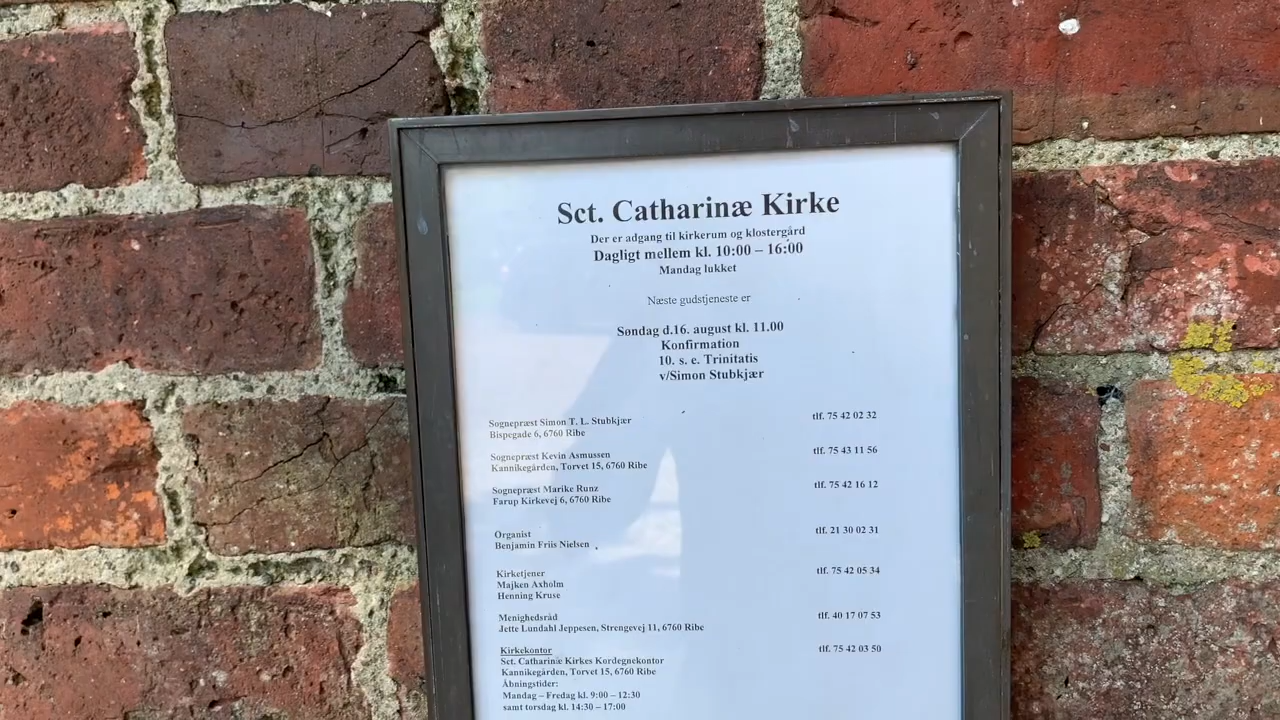 Sct. Catharinæ Kirke
Der er adgang til kirkerum og klostergård
Dagligt mellem kl. 10:00 – 16:00
Mandag lukket
Næste gudstjeneste er
Søndag d.16. august kl. 11.00
Konfirmation
10. s. e. Trinitatis
v/Simon Stubkjær
Sognepræst Simon T. L. Stubkjær tlf. 75 42 02 32
Bispegade 6, 6760 Ribe
Sognepræst Kevin Asmussen tlf. 75 43 11 56
Kannikegården, Torvet 15, 6760 Ribe
Sognepræst Marike Runz tlf. 75 42 16 12
Farup Kirkevej 6, 6760 Ribe
Organist tlf. 21 30 02 31
Benjamin Friis Nielsen
Kirketjener tlf. 75 42 05 34
Majken Axholm
Henning Kruse
Menighedsråd tlf. 40 17 07 53
Jette Lundahl Jeppesen, Strengevej 11, 6760 Ribe
Kirkekontor tlf. 75 42 03 50
Sct. Catharinæ Kirkes Kordegnekontor
Kannikegården, Torvet 15, 6760 Ribe
Åbningstider:
Mandag – Fredag kl. 9:00 – 12:30
samt torsdag kl. 14:30 – 17:00